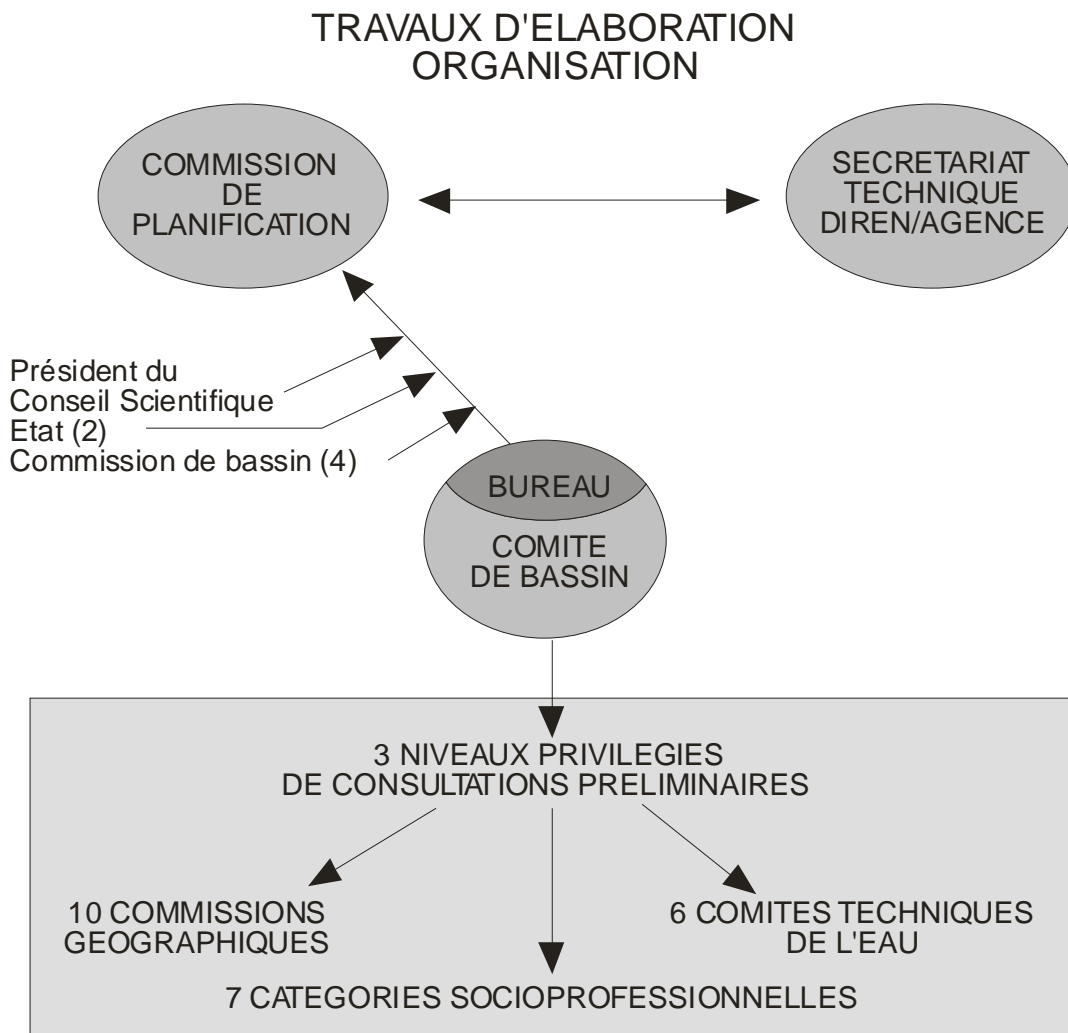 TRAVAUX D'ELABORATION
ORGANISATION
COMMISSION
DE
PLANIFICATION
SECRETARIAT
TECHNIQUE
DIREN/AGENCE
Président du
Conseil Scientifique
Etat (2)
Commission de bassin (4)
BUREAU
COMITE
DE BASSIN
3 NIVEAUX PRIVILEGIES
DE CONSULTATIONS PRELIMINAIRES
10 COMMISSIONS
GEOGRAPHIQUES
6 COMITES TECHNIQUES
DE L'EAU
7 CATEGORIES SOCIOPROFESSIONNELLES